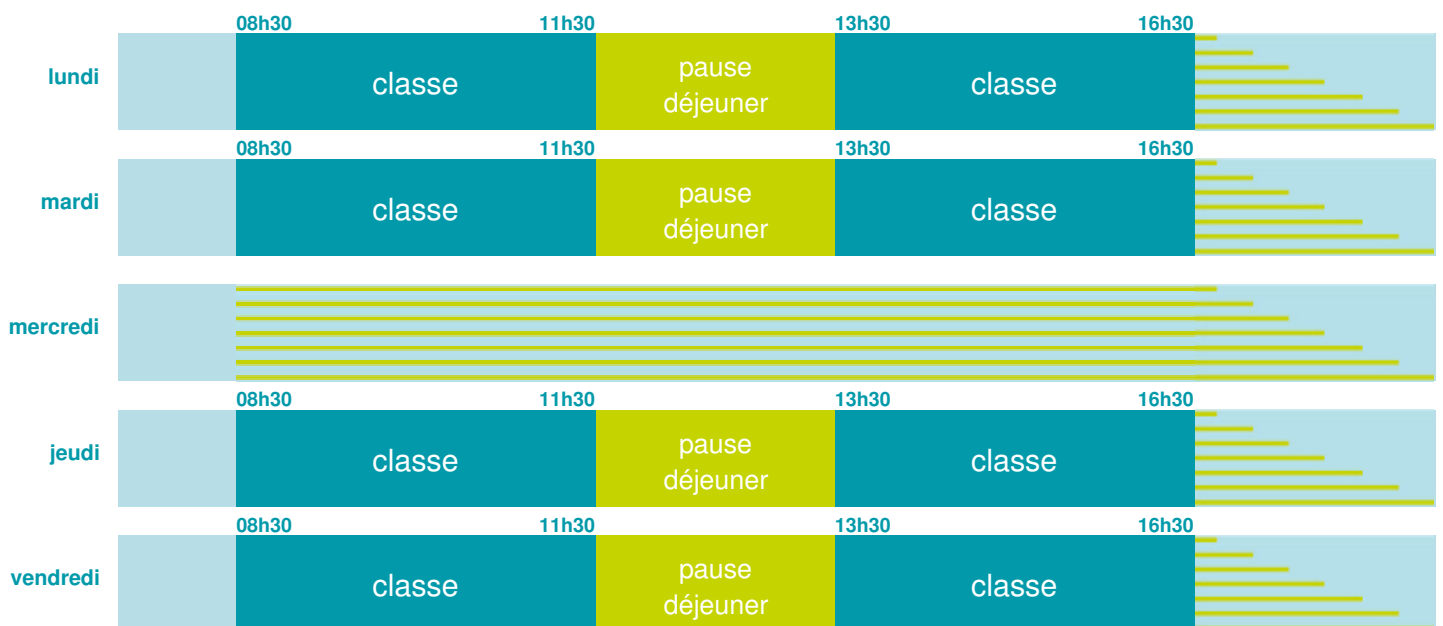 08h30 11h30 13h30 16h30
lundi classe pause déjeuner classe
08h30 11h30 13h30 16h30
mardi classe pause déjeuner classe
mercredi
08h30 11h30 13h30 16h30
jeudi classe pause déjeuner classe
08h30 11h30 13h30 16h30
vendredi classe pause déjeuner classe